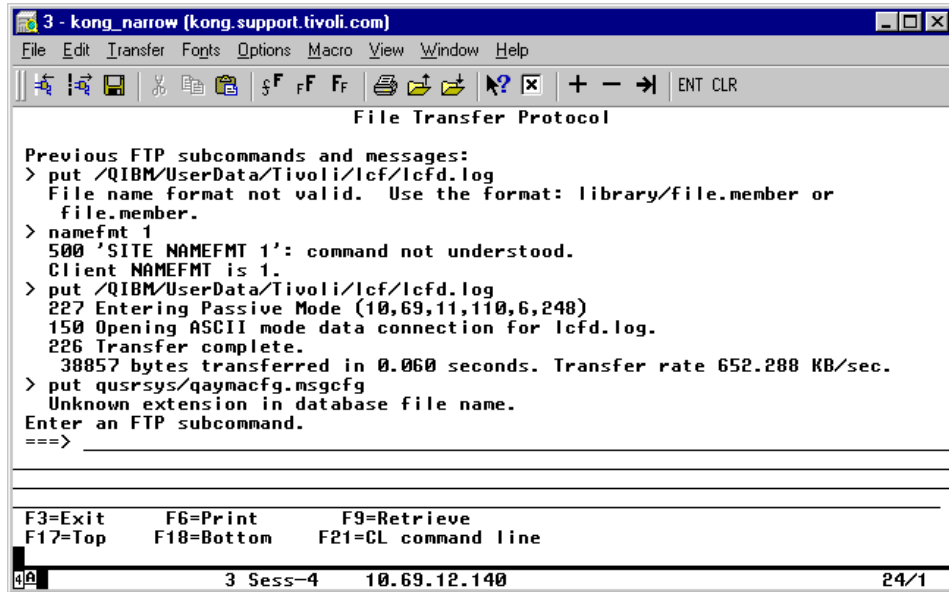 3 - kong_narrow (kong.support.tivoli.com)
File Edit Transfer Fonts Options Macro View Window Help
ENT CLR
File Transfer Protocol
Previous FTP subcommands and messages:
> put /QIBM/UserData/Tivoli/lcf/lcfd.log
File name format not valid. Use the format: library/file.member or
file.member.
> namefmt 1
500 'SITE NAMEFMT 1': command not understood.
Client NAMEFMT is 1.
> put /QIBM/UserData/Tivoli/lcf/lcfd.log
227 Entering Passive Mode (10,69,11,110,6,248)
150 Opening ASCII mode data connection for lcfd.log.
226 Transfer complete.
38857 bytes transferred in 0.060 seconds. Transfer rate 652.288 KB/sec.
> put qusrsys/qaymacfg.msgcfg
Unknown extension in database file name.
Enter an FTP subcommand.
===>
F3=Exit F6=Print F9=Retrieve
F17=Top F18=Bottom F21=CL command line
4 A 3 Sess-4 10.69.12.140 24/1